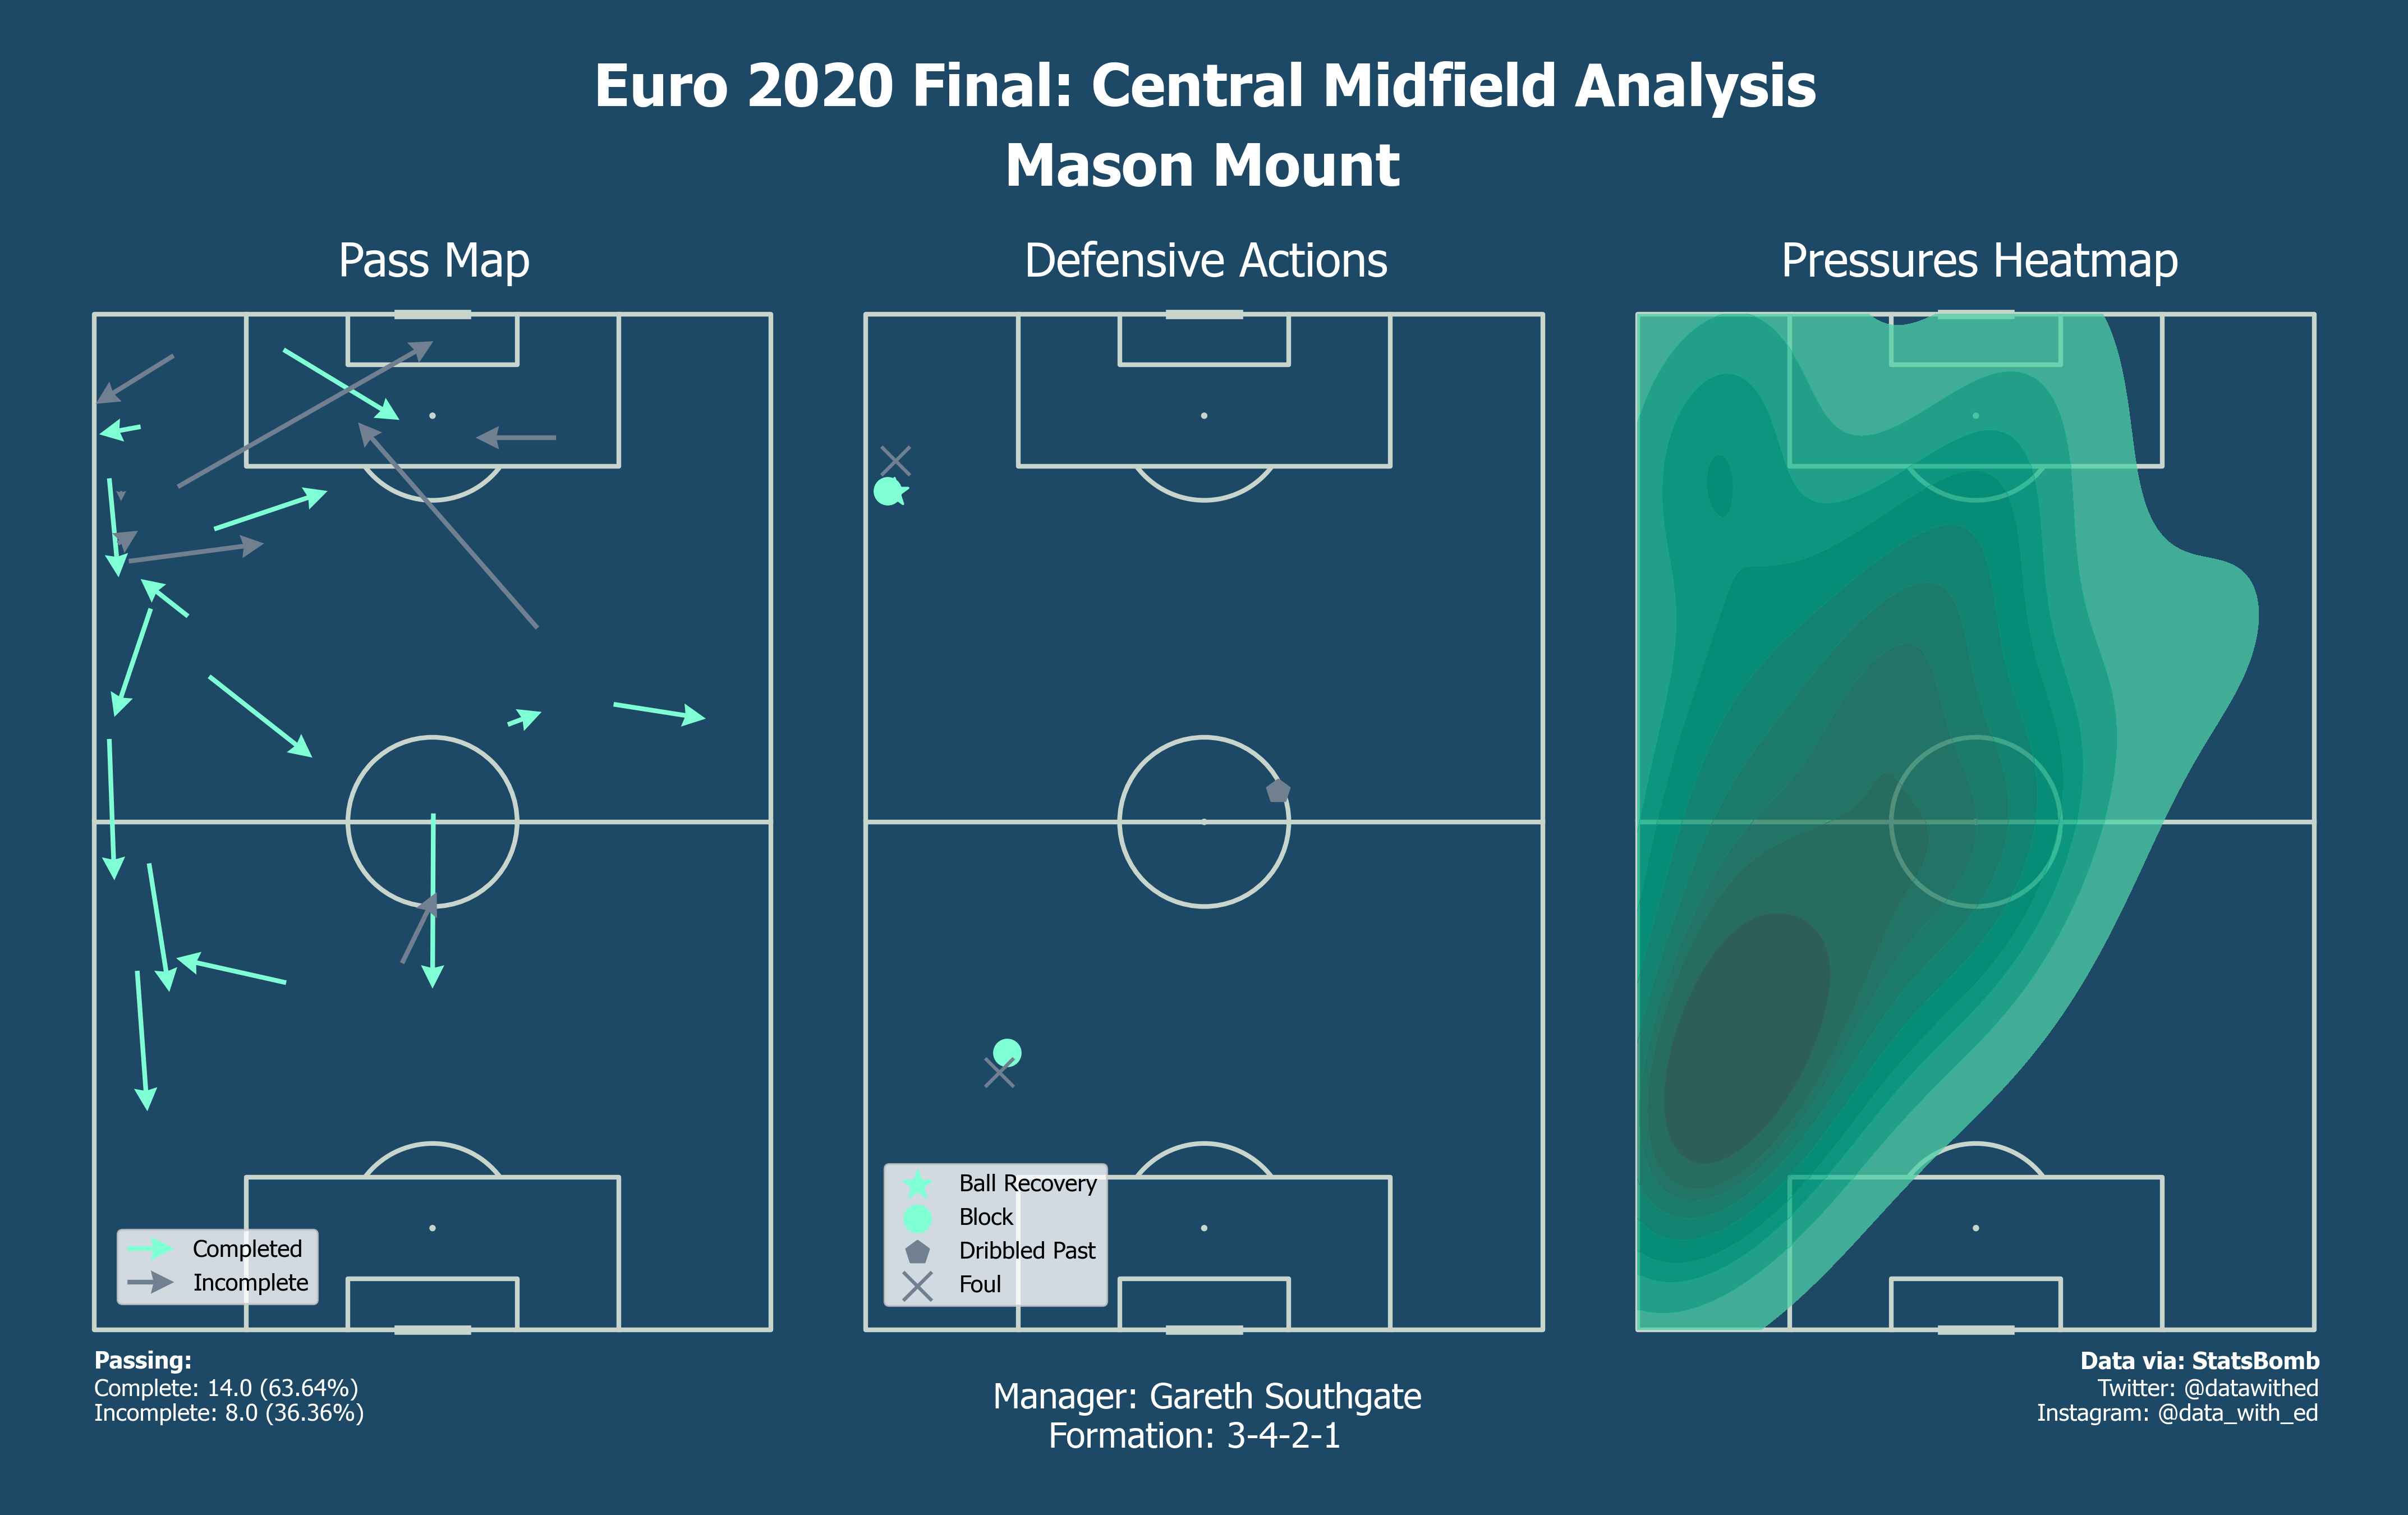 Euro 2020 Final: Central Midfield Analysis
Mason Mount
Pass Map
Defensive Actions
Pressures Heatmap
Completed
Incomplete
Ball Recovery
Block
Dribbled Past
Foul
Passing:
Complete: 14.0 (63.64%)
Incomplete: 8.0 (36.36%)
Manager: Gareth Southgate
Formation: 3-4-2-1
Data via: StatsBomb
Twitter: @datawithed
Instagram: @data_with_ed